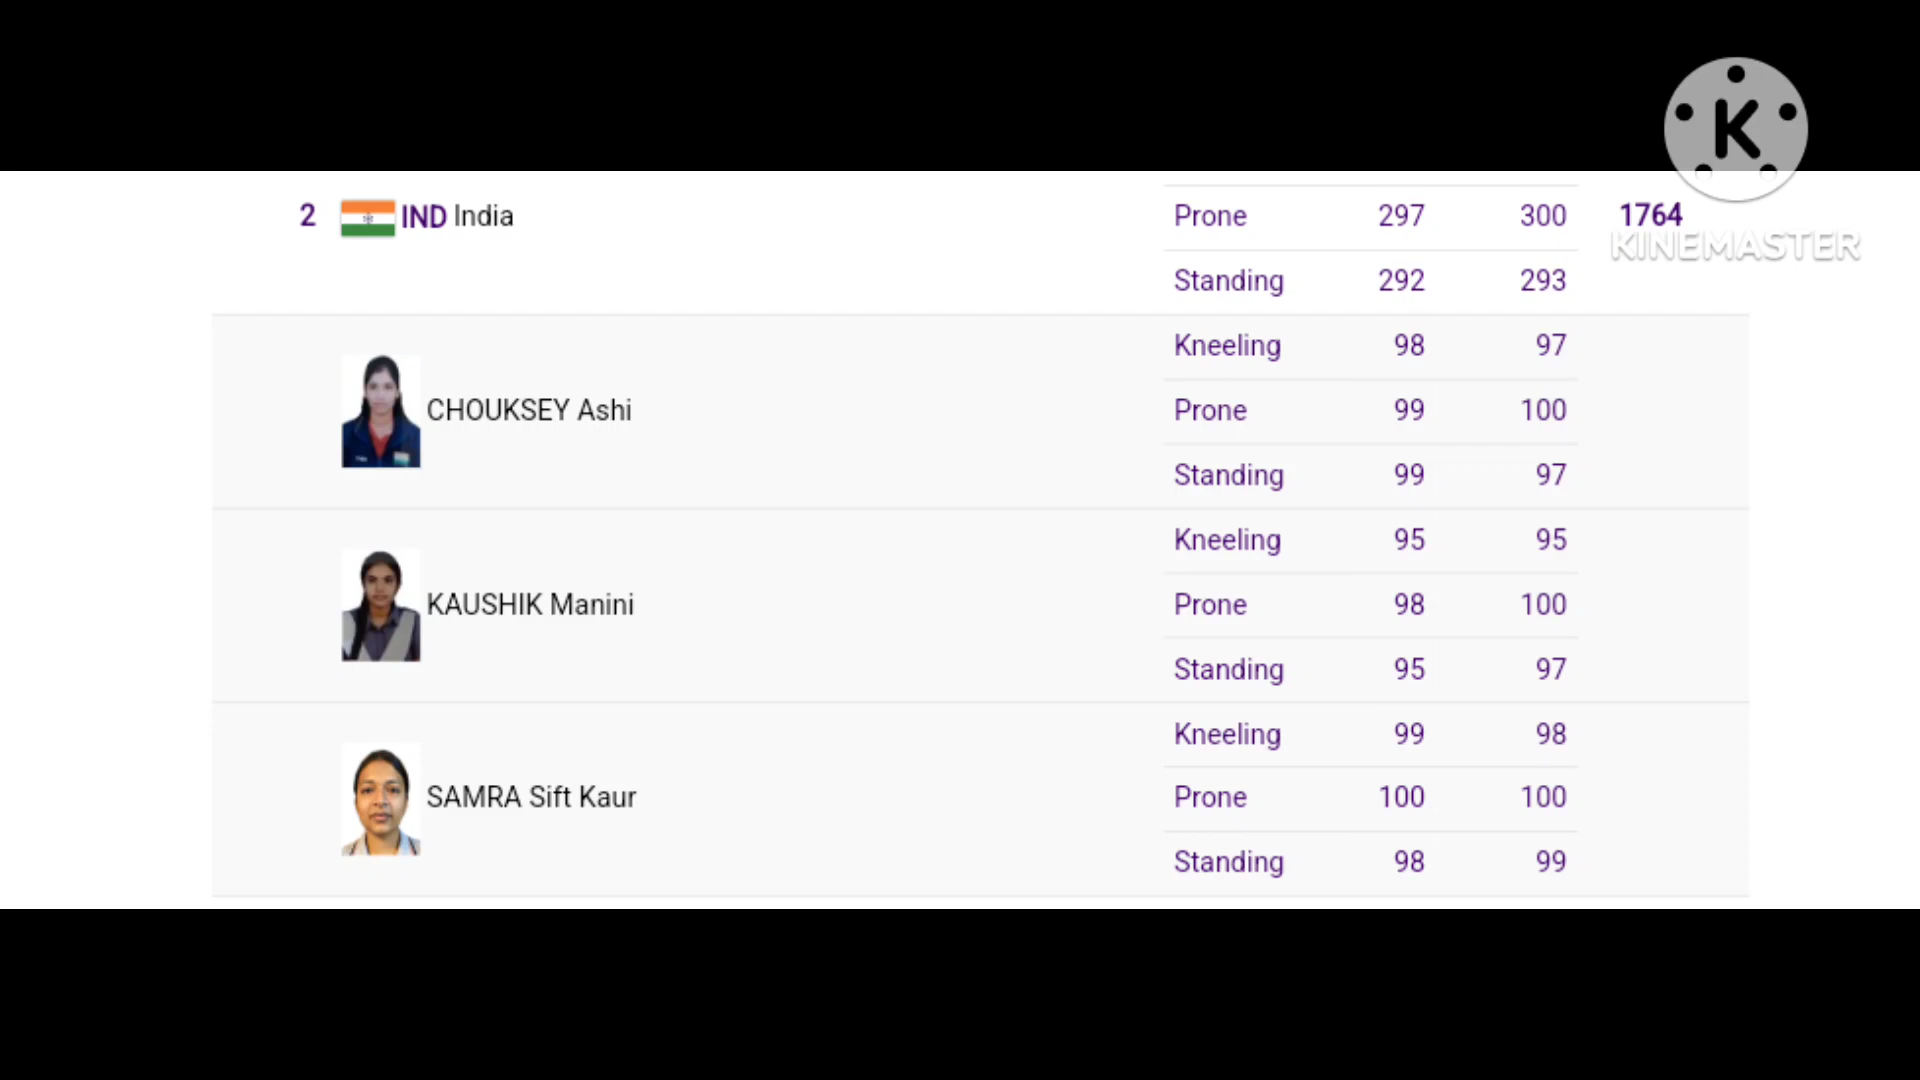 K
KINEMASTER
2 IND India Prone 297 300 1764
Standing 292 293
Kneeling 98 97
CHOUKSEY Ashi Prone 99 100
Standing 99 97
Kneeling 95 95
KAUSHIK Manini Prone 98 100
Standing 95 97
Kneeling 99 98
SAMRA Sift Kaur Prone 100 100
Standing 98 99